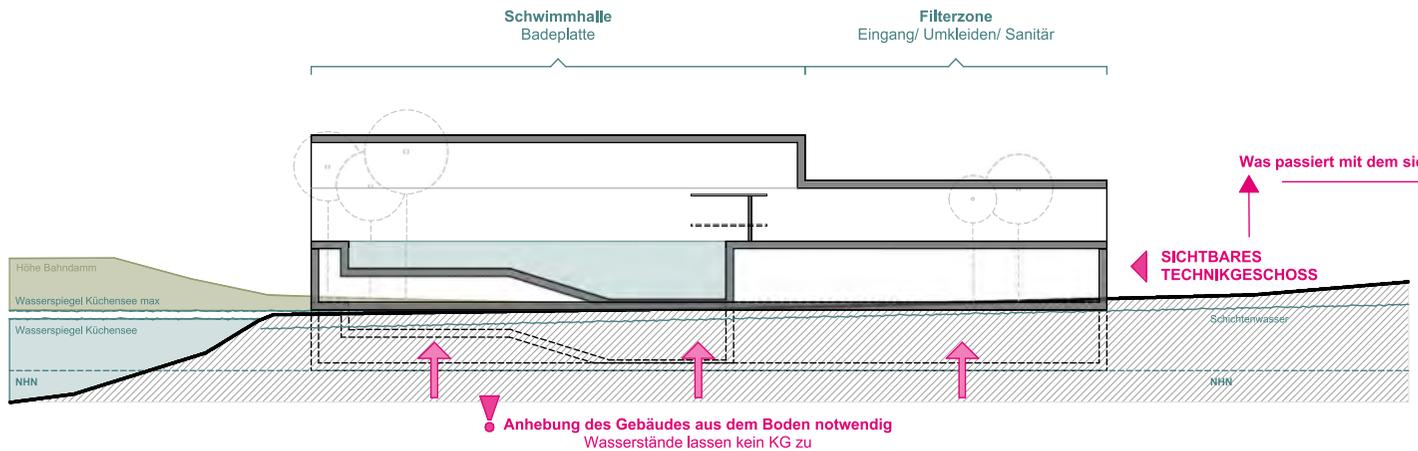 Schwimmhalle
Badeplatte
Filterzone
Eingang/ Umkleiden/ Sanitär
Was passiert mit dem
SICHTBARES
TECHNIKGESCHOSS
Höhe Bahndamm
Wasserspiegel Küchensee max
Wasserspiegel Küchensee
Schichtenwasser
NHN
NHN
Anhebung des Gebäudes aus dem Boden notwendig
Wasserstände lassen kein KG zu